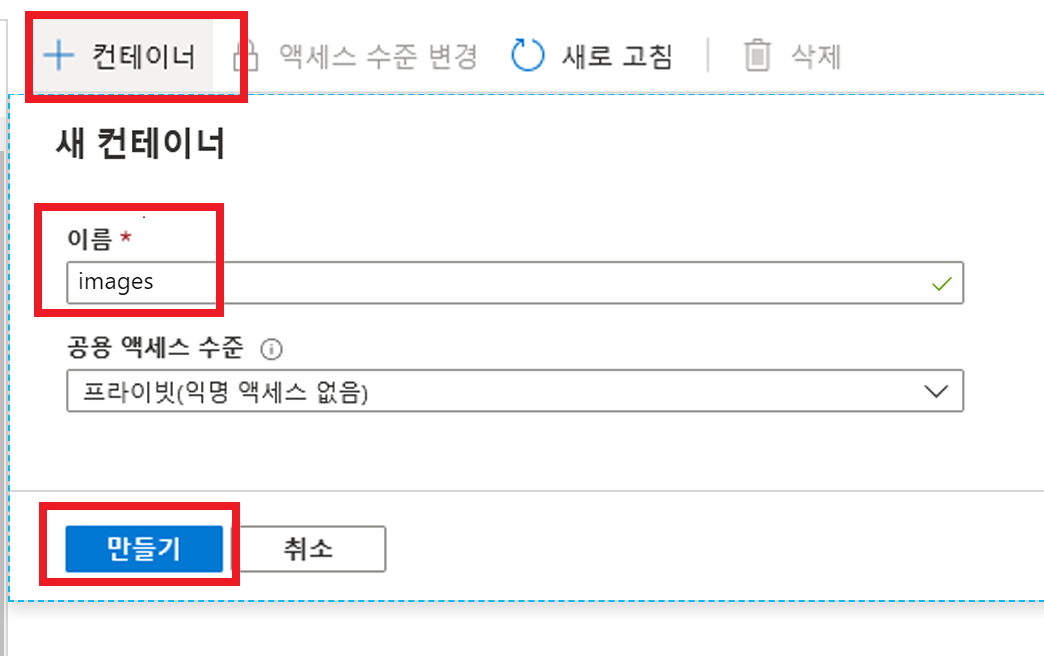 + 컨테이너 액세스 수준 변경 새로 고침 삭제
새 컨테이너
이름 *
images
공용 액세스 수준
프라이빗(익명 액세스 없음)
만들기 취소